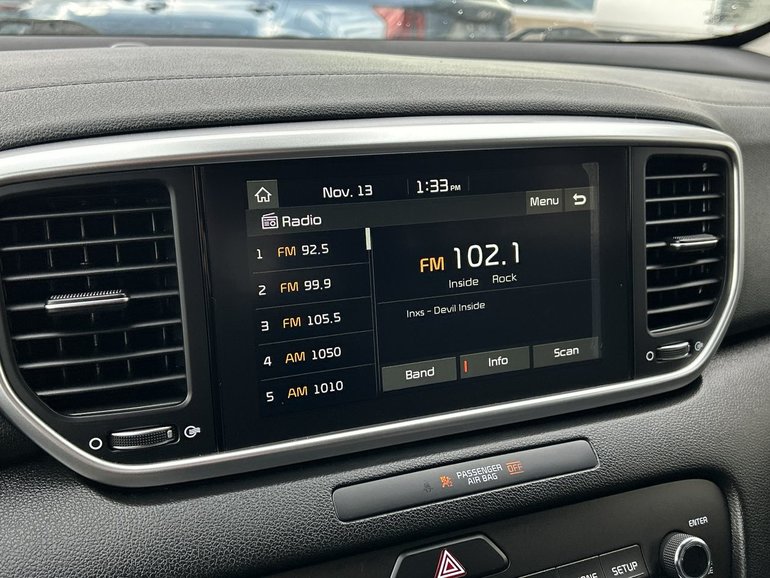 Nov. 13 1:33 PM
Radio Menu
1 FM 92.5
2 FM 99.9
3 FM 105.5
4 AM 1050
5 AM 1010
FM 102.1
Inside Rock
Inxs - Devil Inside
Band Info Scan
PASSENGER
AIR BAG OFF
ENTER
SETUP